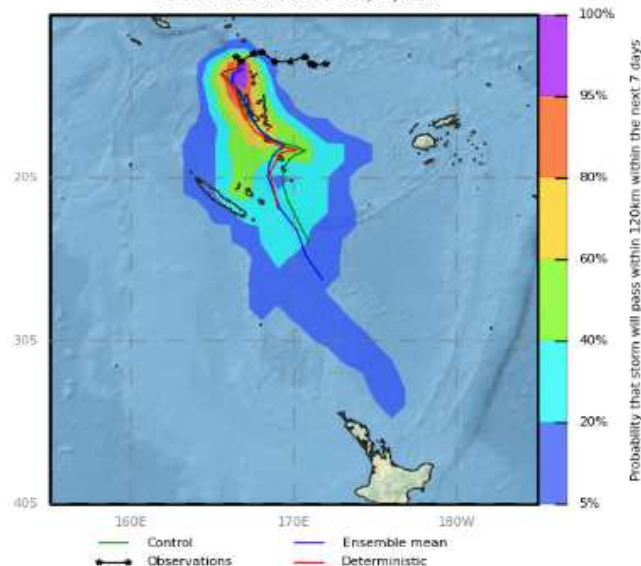 100%
95%
80%
60%
40%
20%
5%
Probability that storm will pass within 120km within the next 7 days
20S
30S
40S
160E
170E
180W
Control
Ensemble mean
Observations
Deterministic